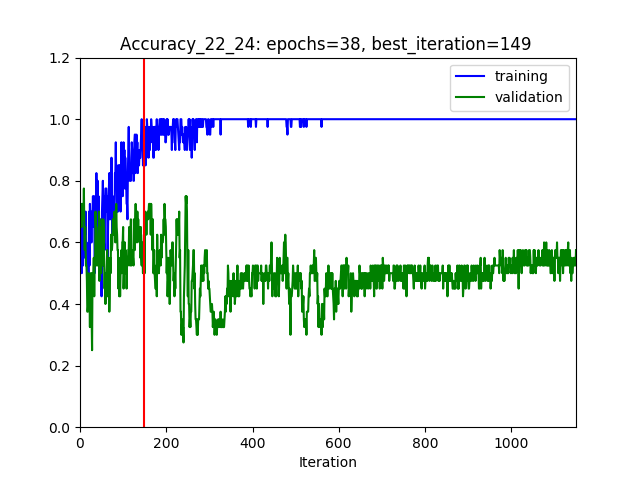 Accuracy_22_24: epochs=38, best_iteration=149
1.2
1.0
0.8
0.6
0.4
0.2
0.0
training
validation
0 200 400 600 800 1000
Iteration